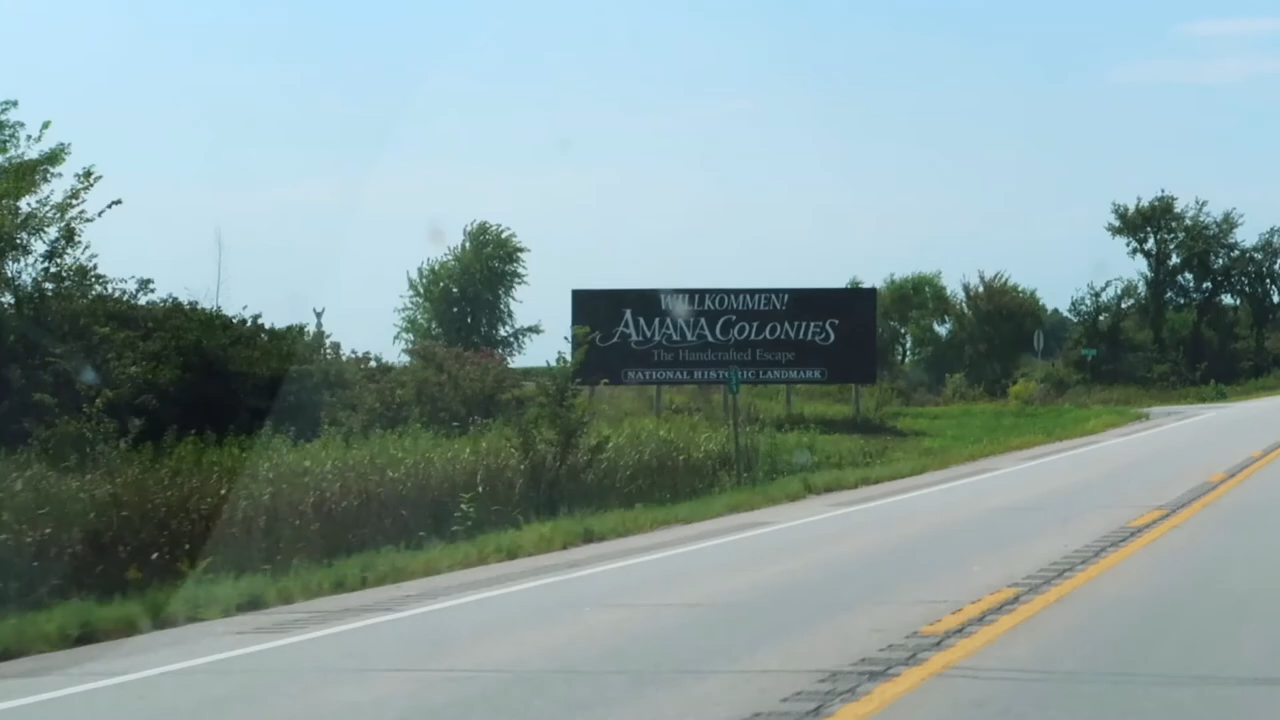 WILLKOMMEN!
AMANA COLONIES
The Handcrafted Escape
NATIONAL HISTORIC LANDMARK